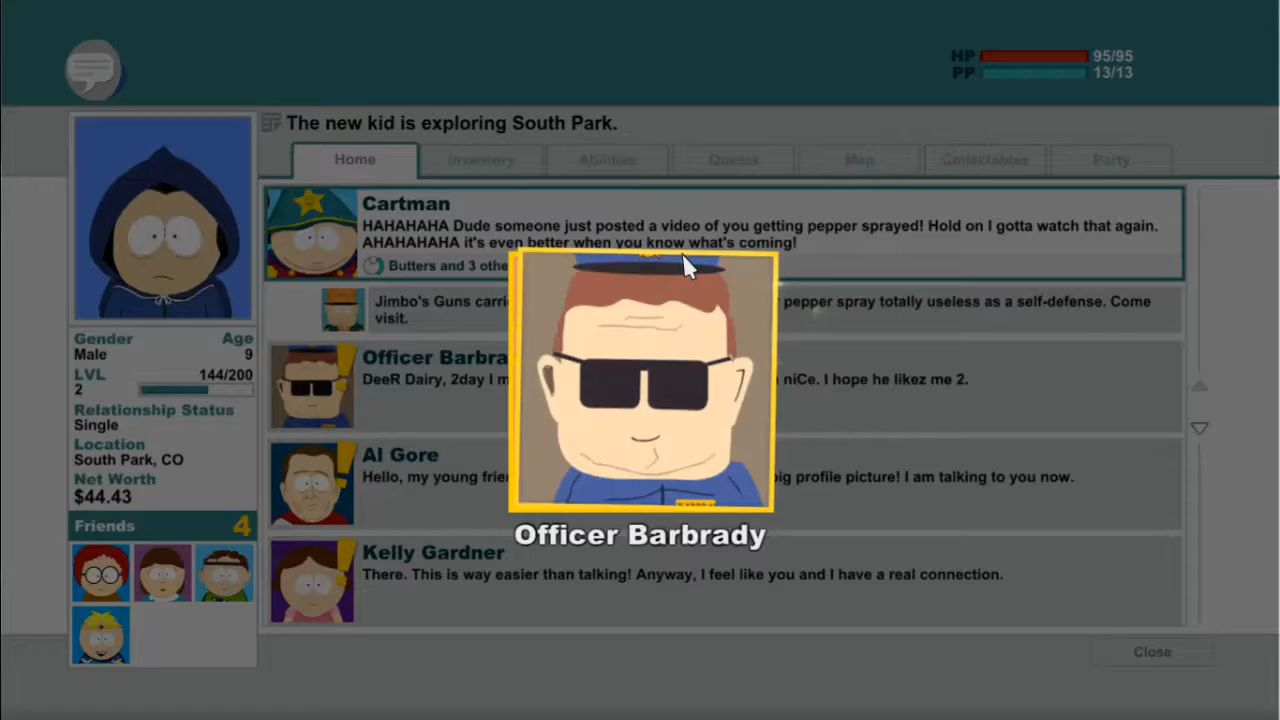 HP 95/95
PP 13/13
The new kid is exploring South Park.
Home Inventory Abilities Quests Map Collectables Party
Cartman
HAHAHAHA Dude someone just posted a video of you getting pepper sprayed! Hold on I gotta watch that again.
AHAHAHAHA it's even better when you know what's coming!
Butters and 3 othe
Jimbo's Guns carri pepper spray totally useless as a self-defense. Come
visit.
Officer Barbra
DeeR Dairy, 2day I m niCe. I hope he likez me 2.
Al Gore
Hello, my young frie big profile picture! I am talking to you now.
Kelly Gardner
There. This is way easier than talking! Anyway, I feel like you and I have a real connection.
Officer Barbrady
Gender Age
Male 9
LVL 144/200
2
Relationship Status
Single
Location
South Park, CO
Net Worth
$44.43
Friends 4
Close